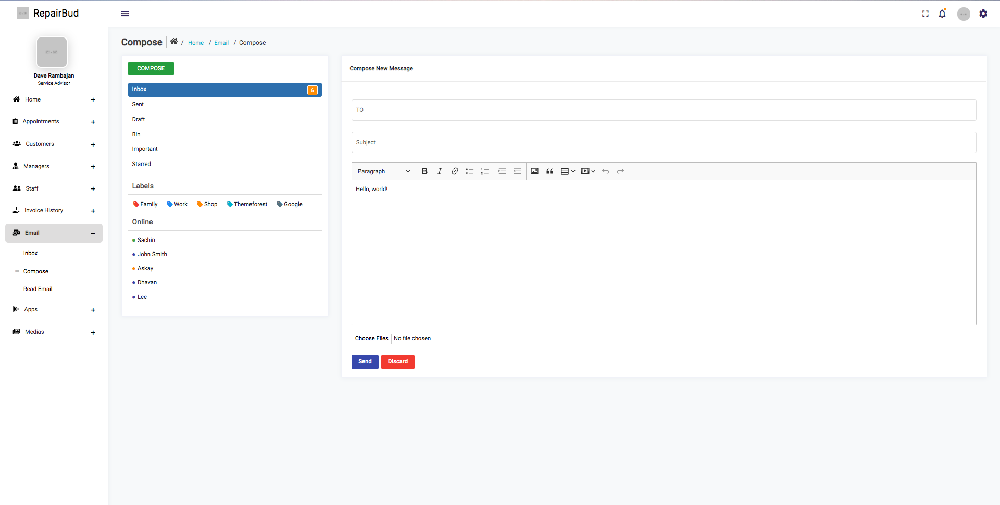 RepairBud
Dave Rambajan
Service Advisor
Home
Appointments
Customers
Managers
Staff
Invoice History
Email
Inbox
Compose
Read Email
Apps
Medias
Compose / Home / Email / Compose
COMPOSE
Inbox 6
Sent
Draft
Bin
Important
Starred
Labels
Family Work Shop Themeforest Google
Online
Sachin
John Smith
Askay
Dhavan
Lee
Compose New Message
TO
Subject
Paragraph
Hello, world!
Choose Files No file chosen
Send Discard